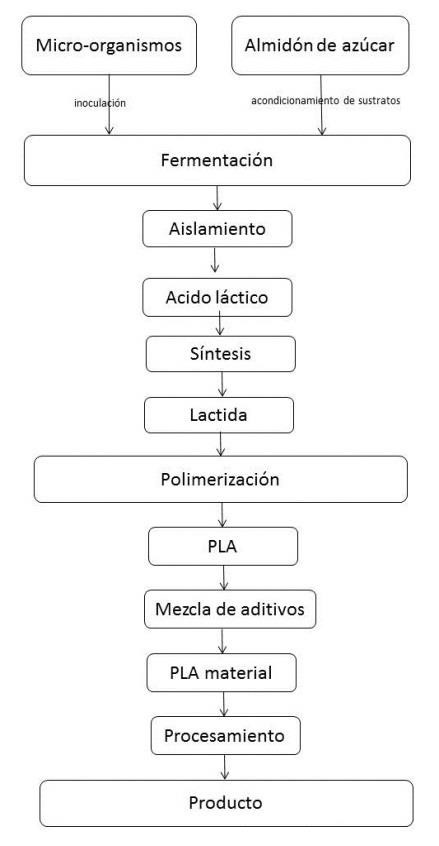 Micro-organismos
Almidón de azúcar
inoculación
acondicionamiento de sustratos
Fermentación
Aislamiento
Acido láctico
Síntesis
Lactida
Polimerización
PLA
Mezcla de aditivos
PLA material
Procesamiento
Producto